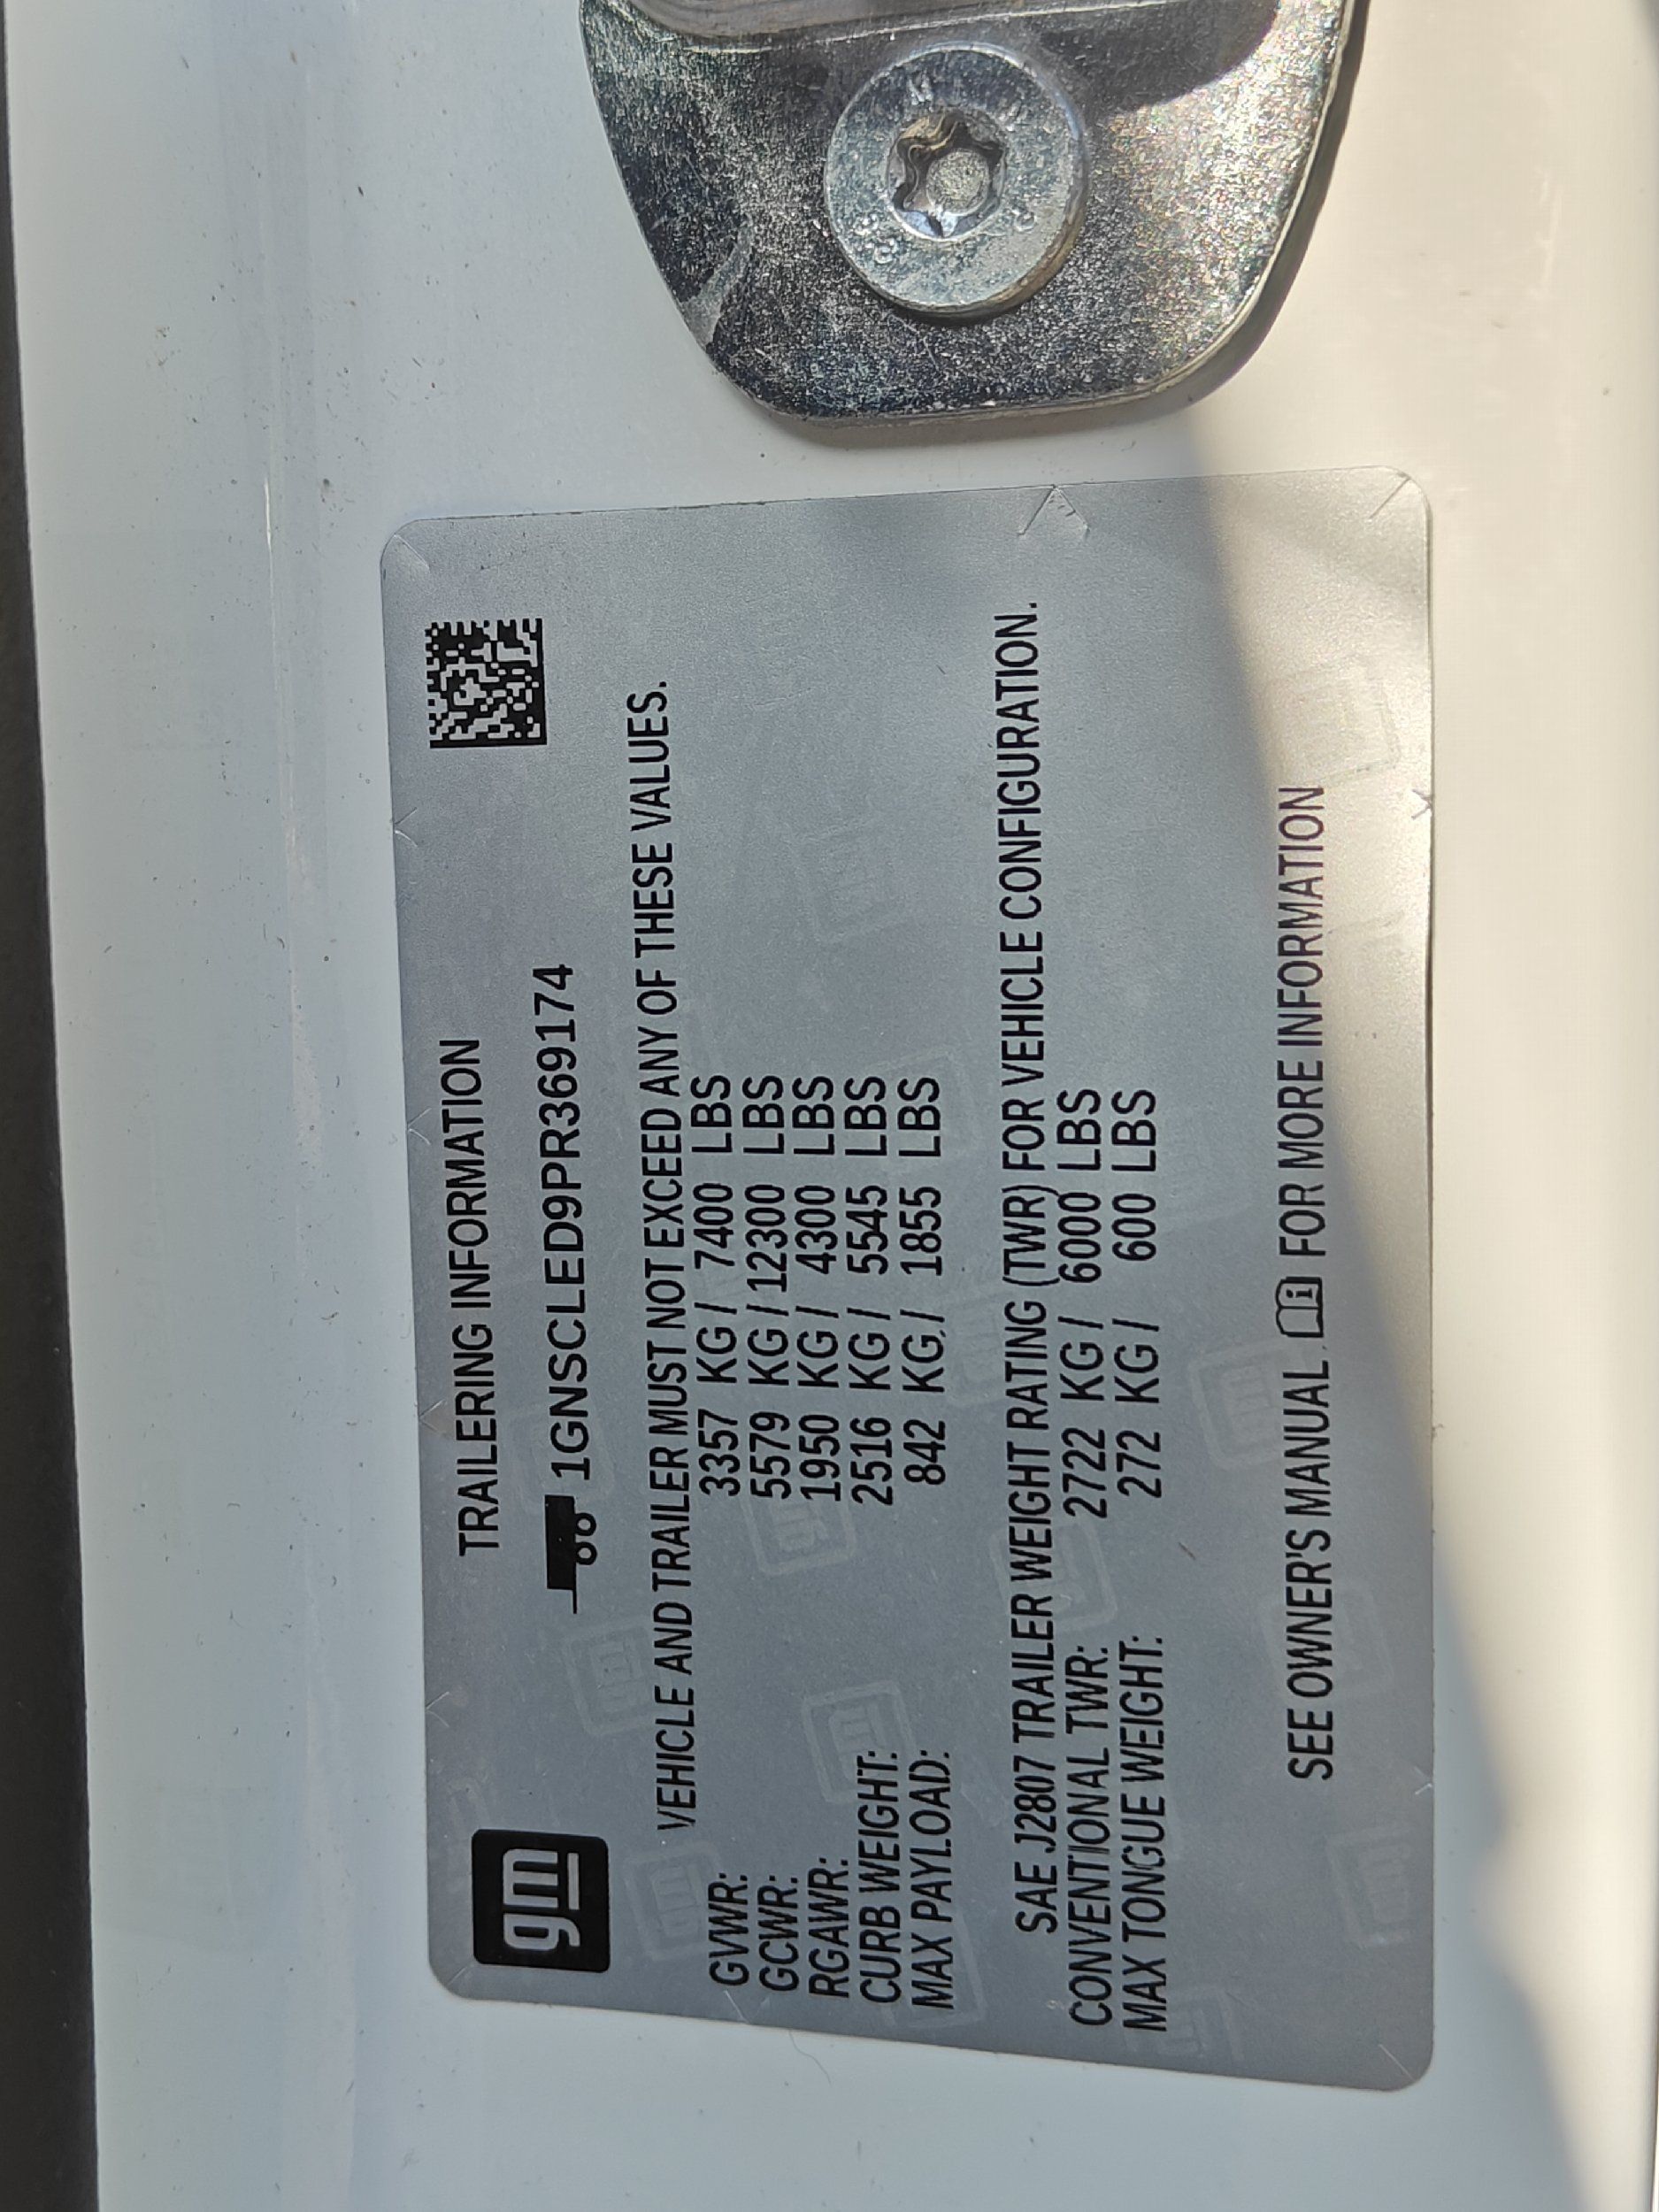 gm
TRAILERING INFORMATION
1GNSCLED9PR369174
VEHICLE AND TRAILER MUST NOT EXCEED ANY OF THESE VALUES.
GVWR: 3357 KG / 7400 LBS
GCWR: 5579 KG / 12300 LBS
RGAWR: 1950 KG / 4300 LBS
CURB WEIGHT: 2516 KG / 5545 LBS
MAX PAYLOAD: 842 KG / 1855 LBS
SAE J2807 TRAILER WEIGHT RATING (TWR) FOR VEHICLE CONFIGURATION.
CONVENTIONAL TWR: 2722 KG / 6000 LBS
MAX TONGUE WEIGHT: 272 KG / 600 LBS
SEE OWNER'S MANUAL FOR MORE INFORMATION